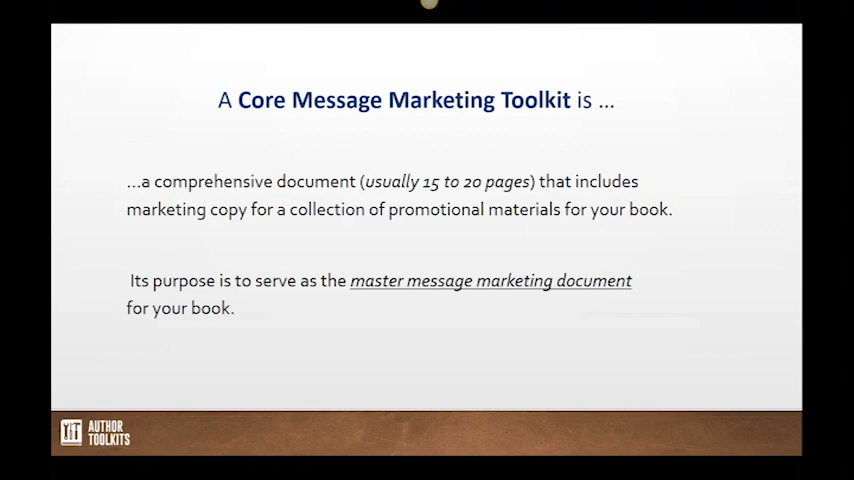 A Core Message Marketing Toolkit is ...
...a comprehensive document (usually 15 to 20 pages) that includes
marketing copy for a collection of promotional materials for your book.
Its purpose is to serve as the master message marketing document
for your book.
AUTHOR
TOOLKITS